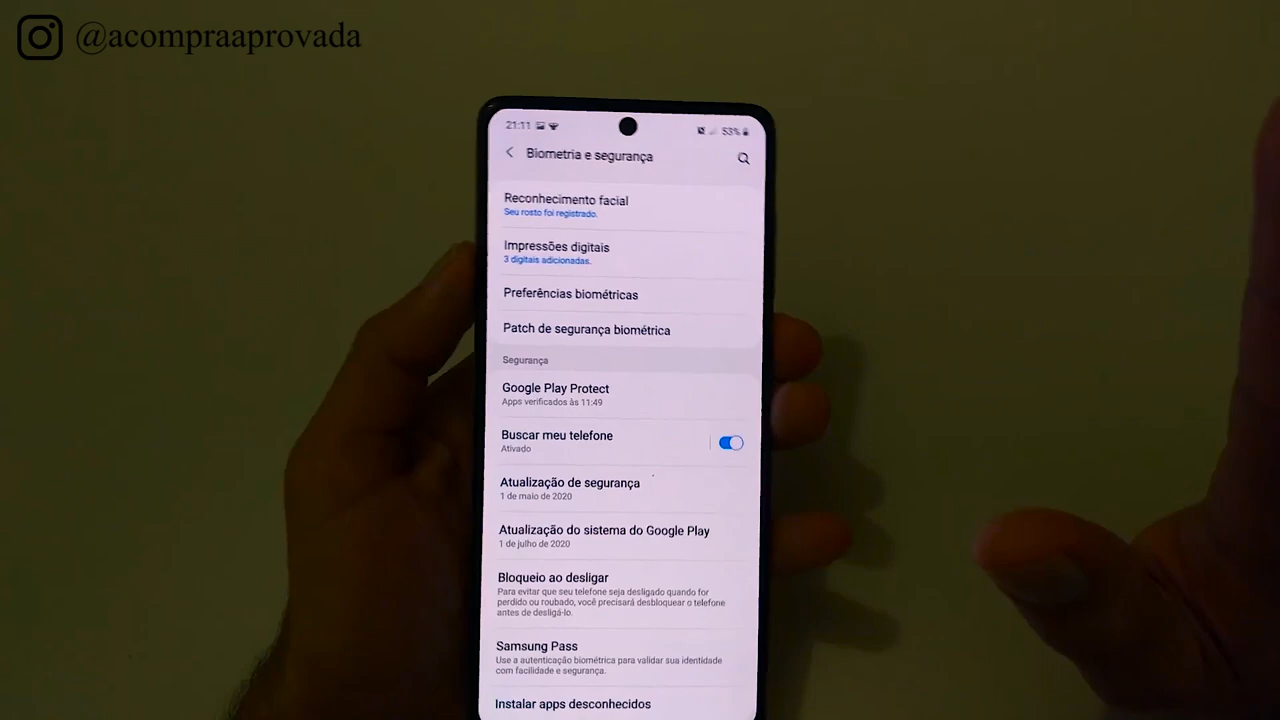 @acompraaprovada
21:11
53%
Biometria e segurança
Reconhecimento facial
Seu rosto foi registrado.
Impressões digitais
3 digitais adicionadas.
Preferências biométricas
Patch de segurança biométrica
Segurança
Google Play Protect
Apps verificados às 11:49
Buscar meu telefone
Ativado
Atualização de segurança
1 de maio de 2020
Atualização do sistema do Google Play
1 de julho de 2020
Bloqueio ao desligar
Para evitar que seu telefone seja desligado quando for
perdido ou roubado, você precisará desbloquear o telefone
antes de desligá-lo.
Samsung Pass
Use a autenticação biométrica para validar sua identidade
com facilidade e segurança.
Instalar apps desconhecidos